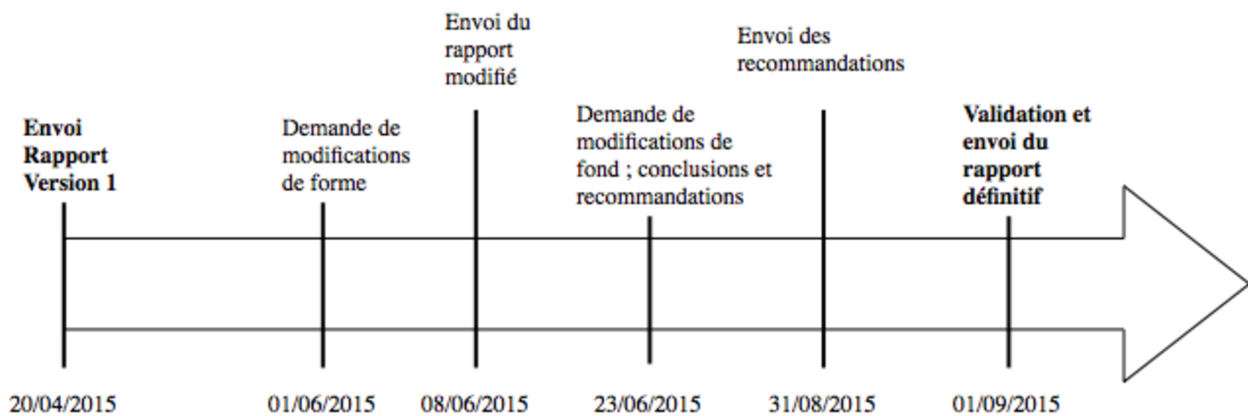 Envoi
Rapport
Version 1
Demande de
modifications
de forme
Envoi du
rapport
modifié
Demande de
modifications de
fond ; conclusions et
recommandations
Envoi des
recommandations
Validation et
envoi du
rapport
définitif
20/04/2015
01/06/2015
08/06/2015
23/06/2015
31/08/2015
01/09/2015